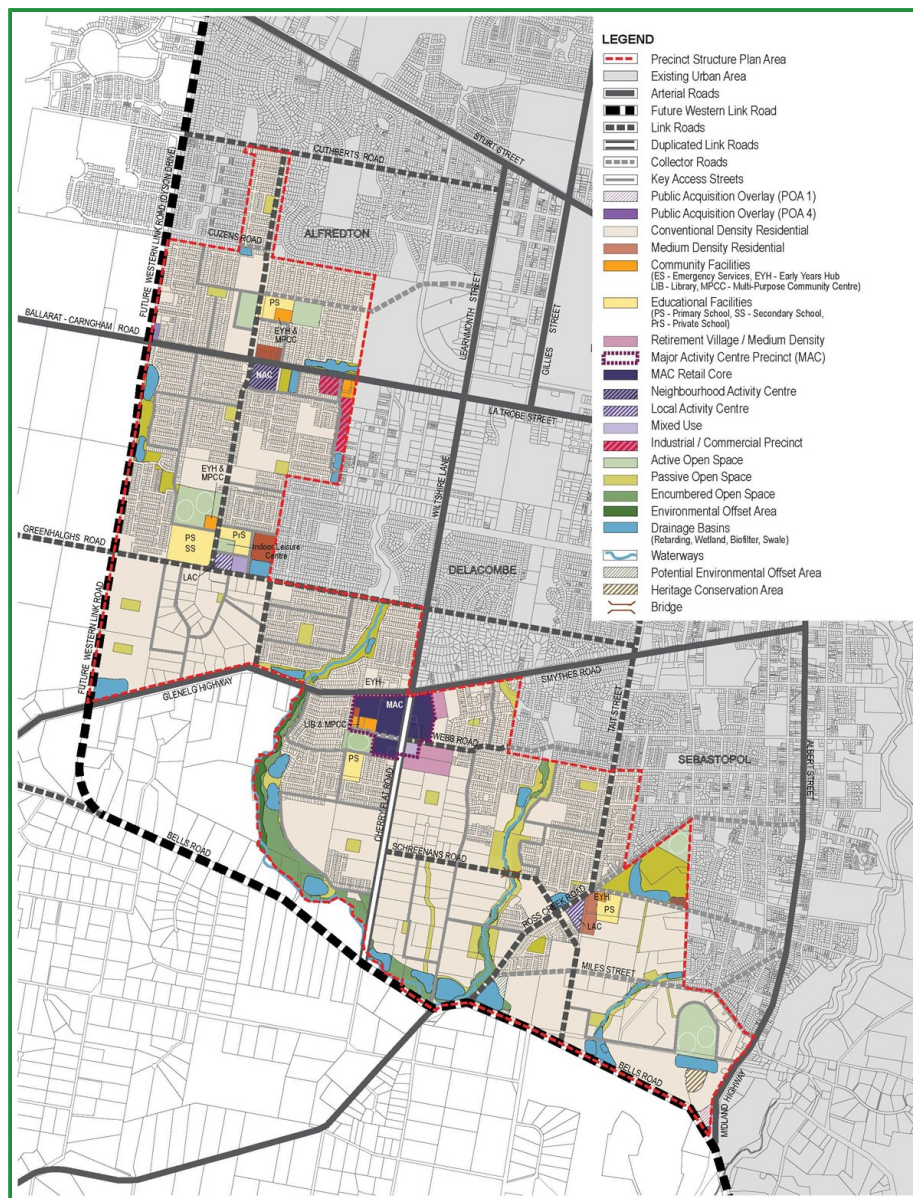 LEGEND
Precinct Structure Plan Area
Existing Urban Area
Arterial Roads
Future Western Link Road
Link Roads
Duplicated Link Roads
Collector Roads
Key Access Streets
Public Acquisition Overlay (POA 1)
Public Acquisition Overlay (POA 4)
Conventional Density Residential
Medium Density Residential
Community Facilities
(ES - Emergency Services, EYH - Early Years Hub
LIB - Library, MPCC - Multi-Purpose Community Centre)
Educational Facilities
(PS - Primary School, SS - Secondary School,
PrS - Private School)
Retirement Village / Medium Density
Major Activity Centre Precinct (MAC)
MAC Retail Core
Neighbourhood Activity Centre
Local Activity Centre
Mixed Use
Industrial / Commercial Precinct
Active Open Space
Passive Open Space
Encumbered Open Space
Environmental Offset Area
Drainage Basins
(Retarding, Wetland, Biofilter, Swale)
Waterways
Potential Environmental Offset Area
Heritage Conservation Area
Bridge
STURT STREET
CUTHBERTS ROAD
FUTURE WESTERN LINK ROAD (DYSON DRIVE)
CUZENS ROAD
ALFREDTON
LEARMONTH STREET
GILLIES STREET
BALLARAT - CARNGHAM ROAD
PS
EYH &
MPCC
NAC
LA TROBE STREET
WILTSHIRE LANE
EYH &
MPCC
GREENHALGHS ROAD
PS
SS
PrS
Indoor Leisure
Centre
LAC
DELACOMBE
FUTURE WESTERN LINK ROAD
GLENELG HIGHWAY
EYH
SMYTHES ROAD
MAC
LIB & MPCC
WEBB ROAD
TAIT STREET
SEBASTOPOL
ALBERT STREET
PS
CHERRY FLAT ROAD
BELLS ROAD
SCHREENANS ROAD
ROSS CREEK ROAD
EYH
PS
LAC
MILES STREET
BELLS ROAD
MIDLAND HIGHWAY